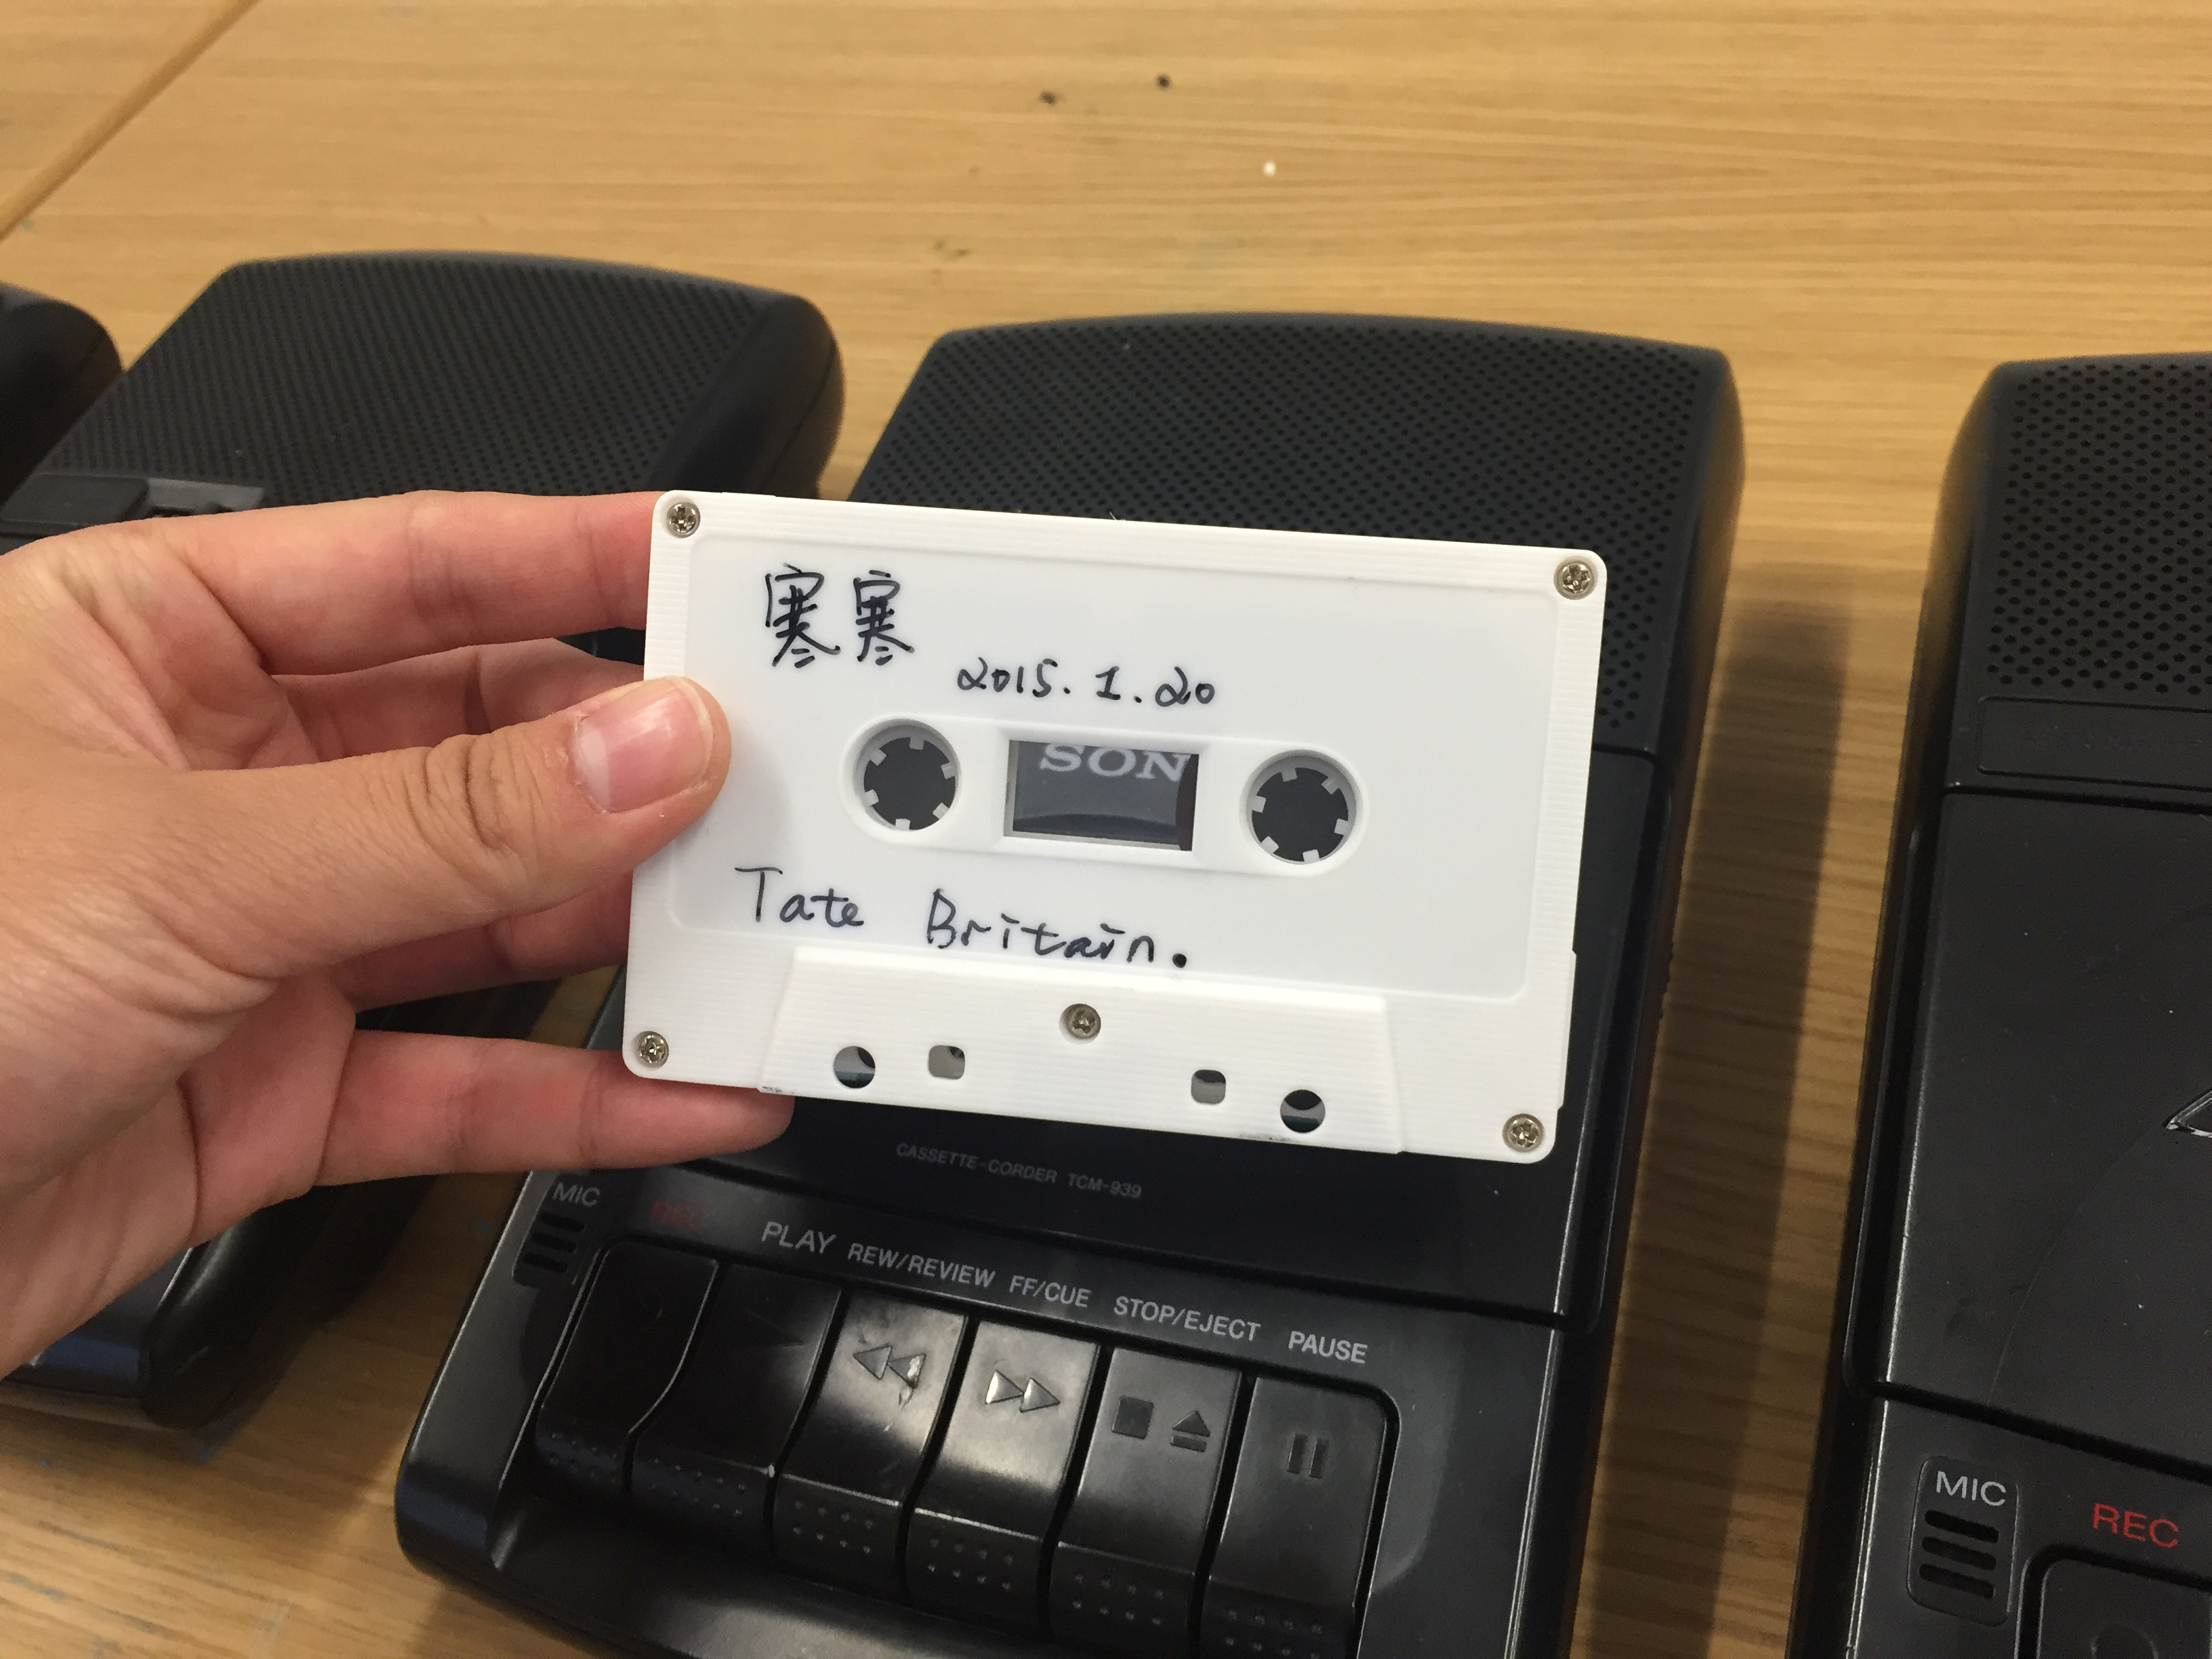 寒寒
2015.1.20
SON
Tate Britain.
CASSETTE-CORDER TCM-939
MIC
REC
PLAY REW/REVIEW FF/CUE STOP/EJECT PAUSE
MIC
REC